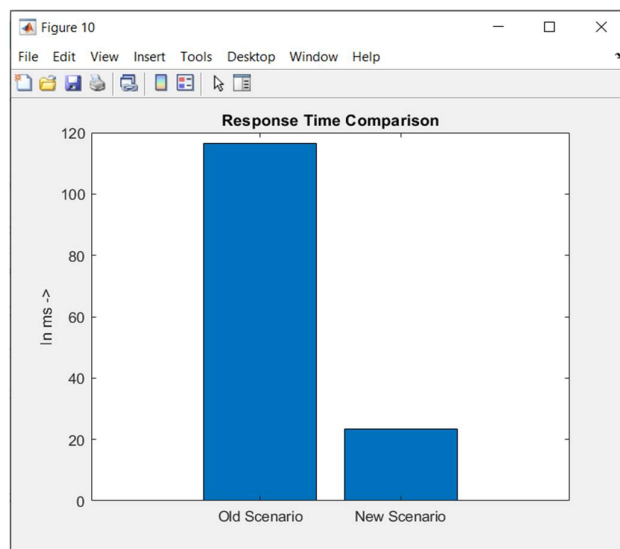 Figure 10
File Edit View Insert Tools Desktop Window Help
Response Time Comparison
120
100
80
60
40
20
0
In ms ->
Old Scenario New Scenario